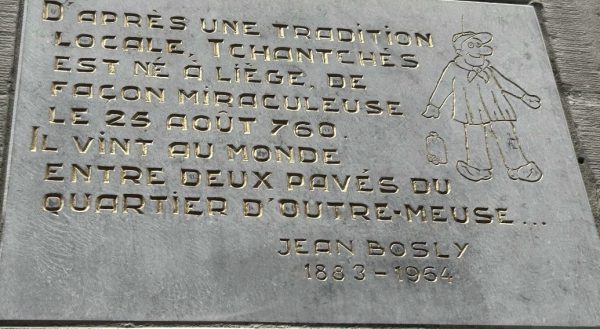 D'APRÈS UNE TRADITION
LOCALE, TCHANTCHÈS
EST NÉ À LIÈGE, DE
FAÇON MIRACULEUSE
LE 25 AOÛT 760.
IL VINT AU MONDE
ENTRE DEUX PAVÉS DU
QUARTIER D'OUTRE-MEUSE...
JEAN BOSLY
1883-1964